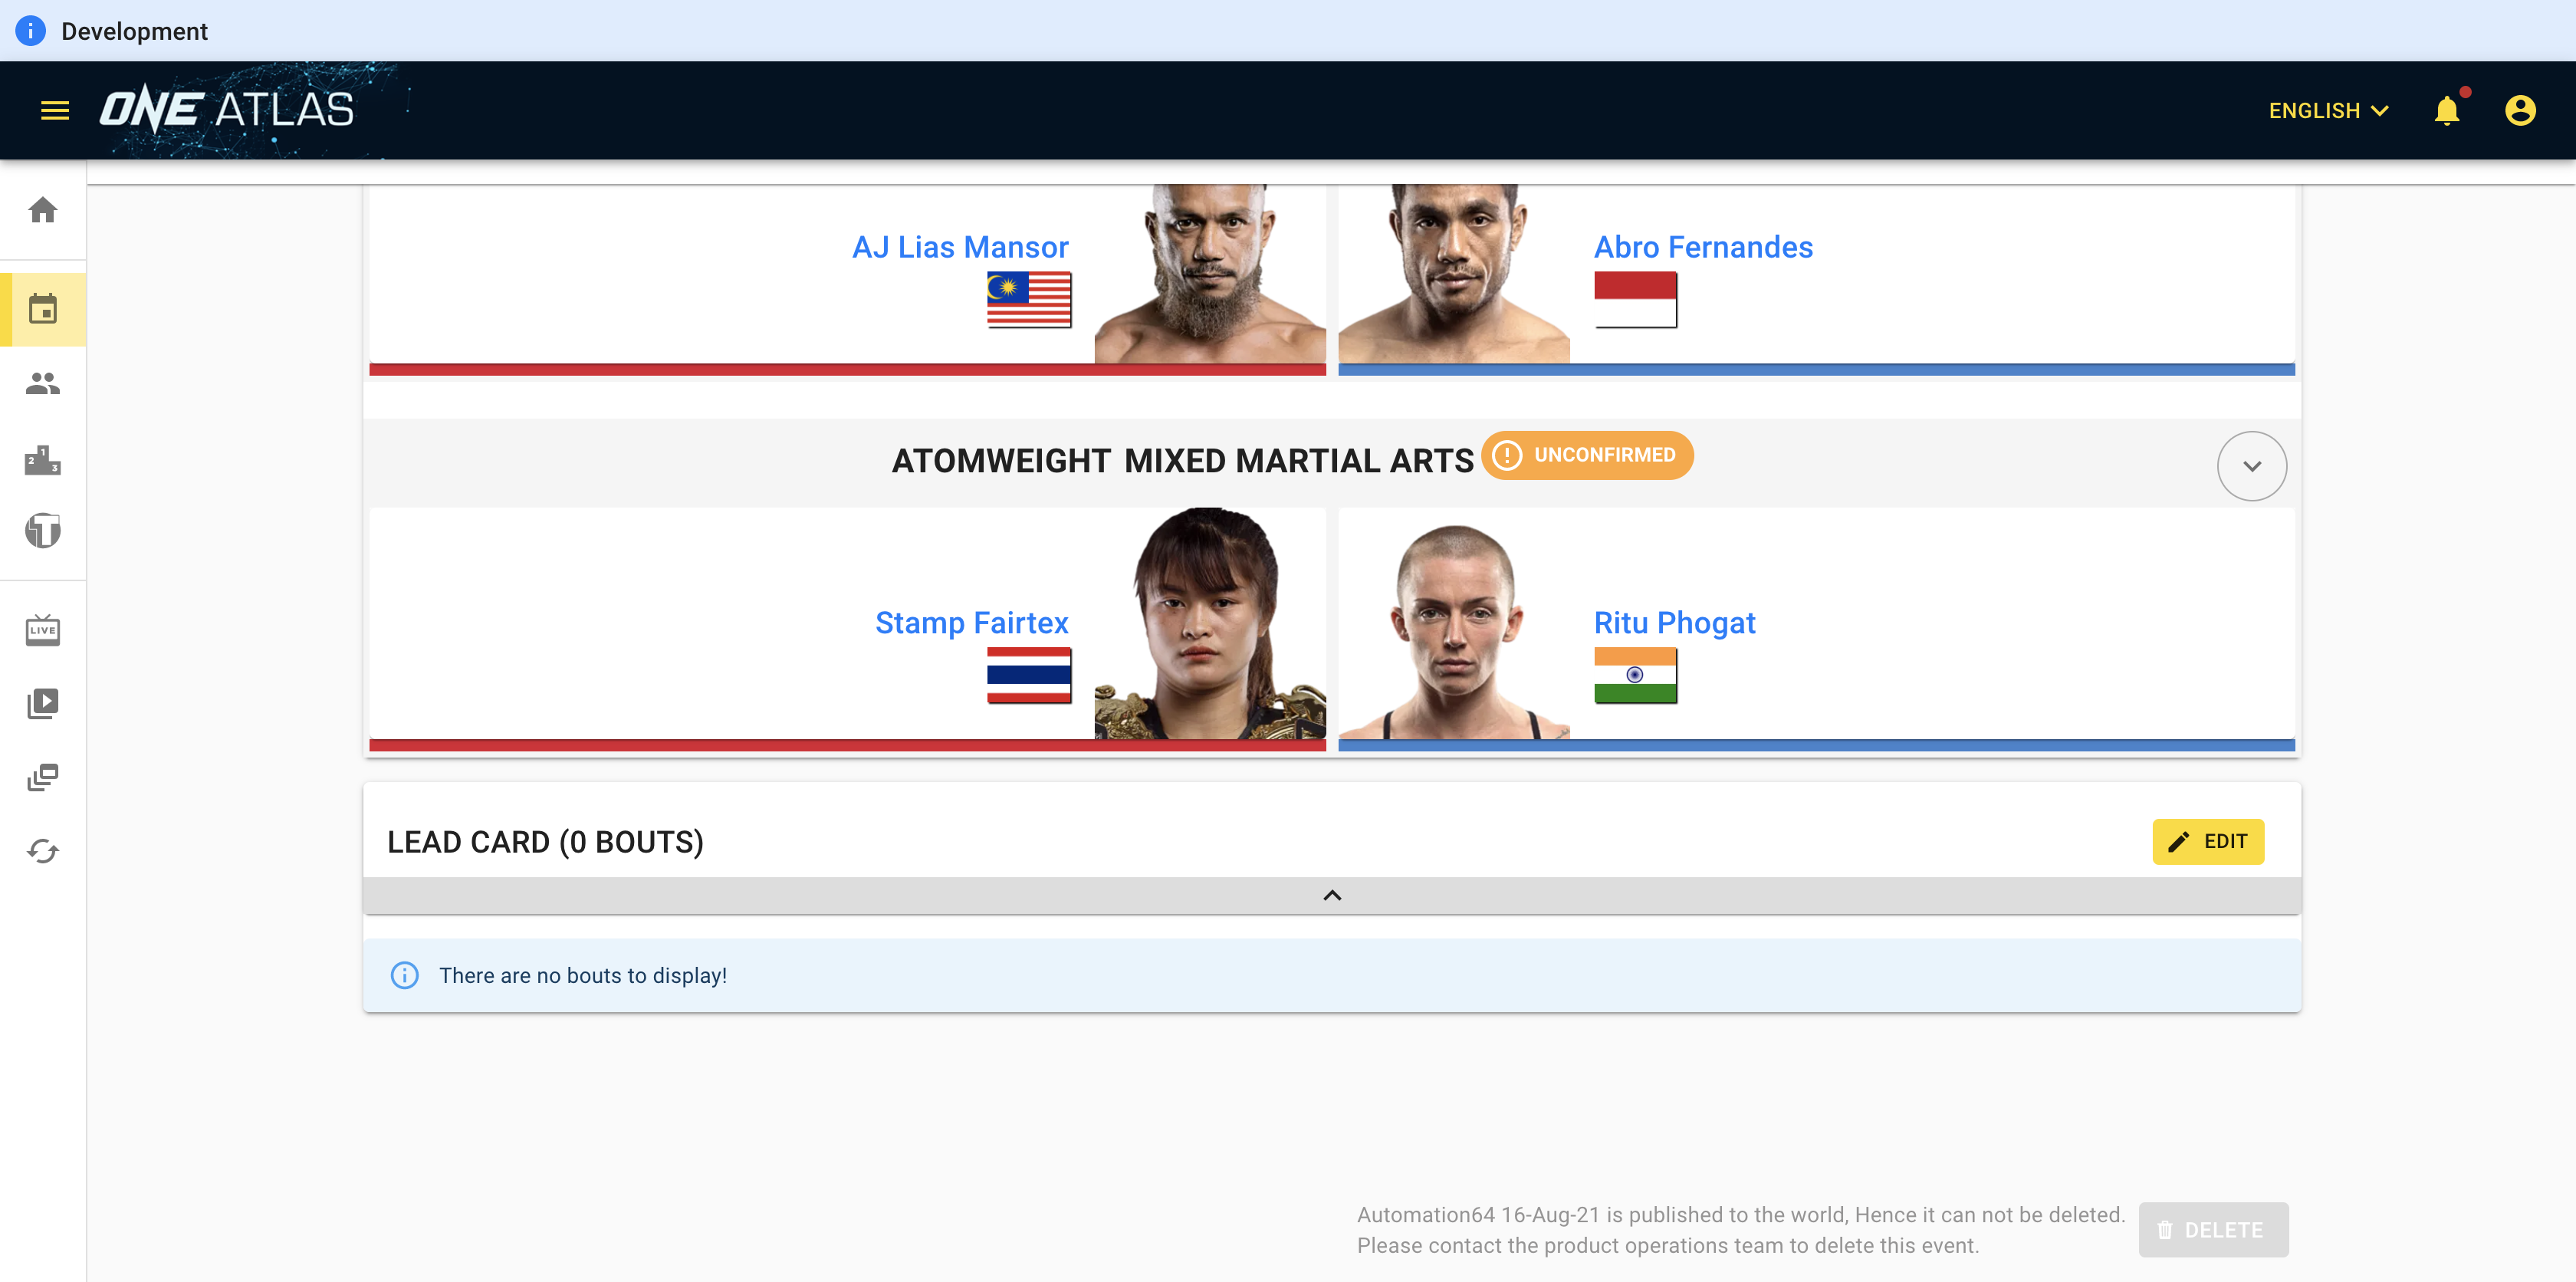 Development
ONE ATLAS
ENGLISH
AJ Lias Mansor
Abro Fernandes
ATOMWEIGHT MIXED MARTIAL ARTS
UNCONFIRMED
Stamp Fairtex
Ritu Phogat
LIVE
LEAD CARD (0 BOUTS)
EDIT
There are no bouts to display!
Automation64 16-Aug-21 is published to the world, Hence it can not be deleted.
Please contact the product operations team to delete this event.
DELETE